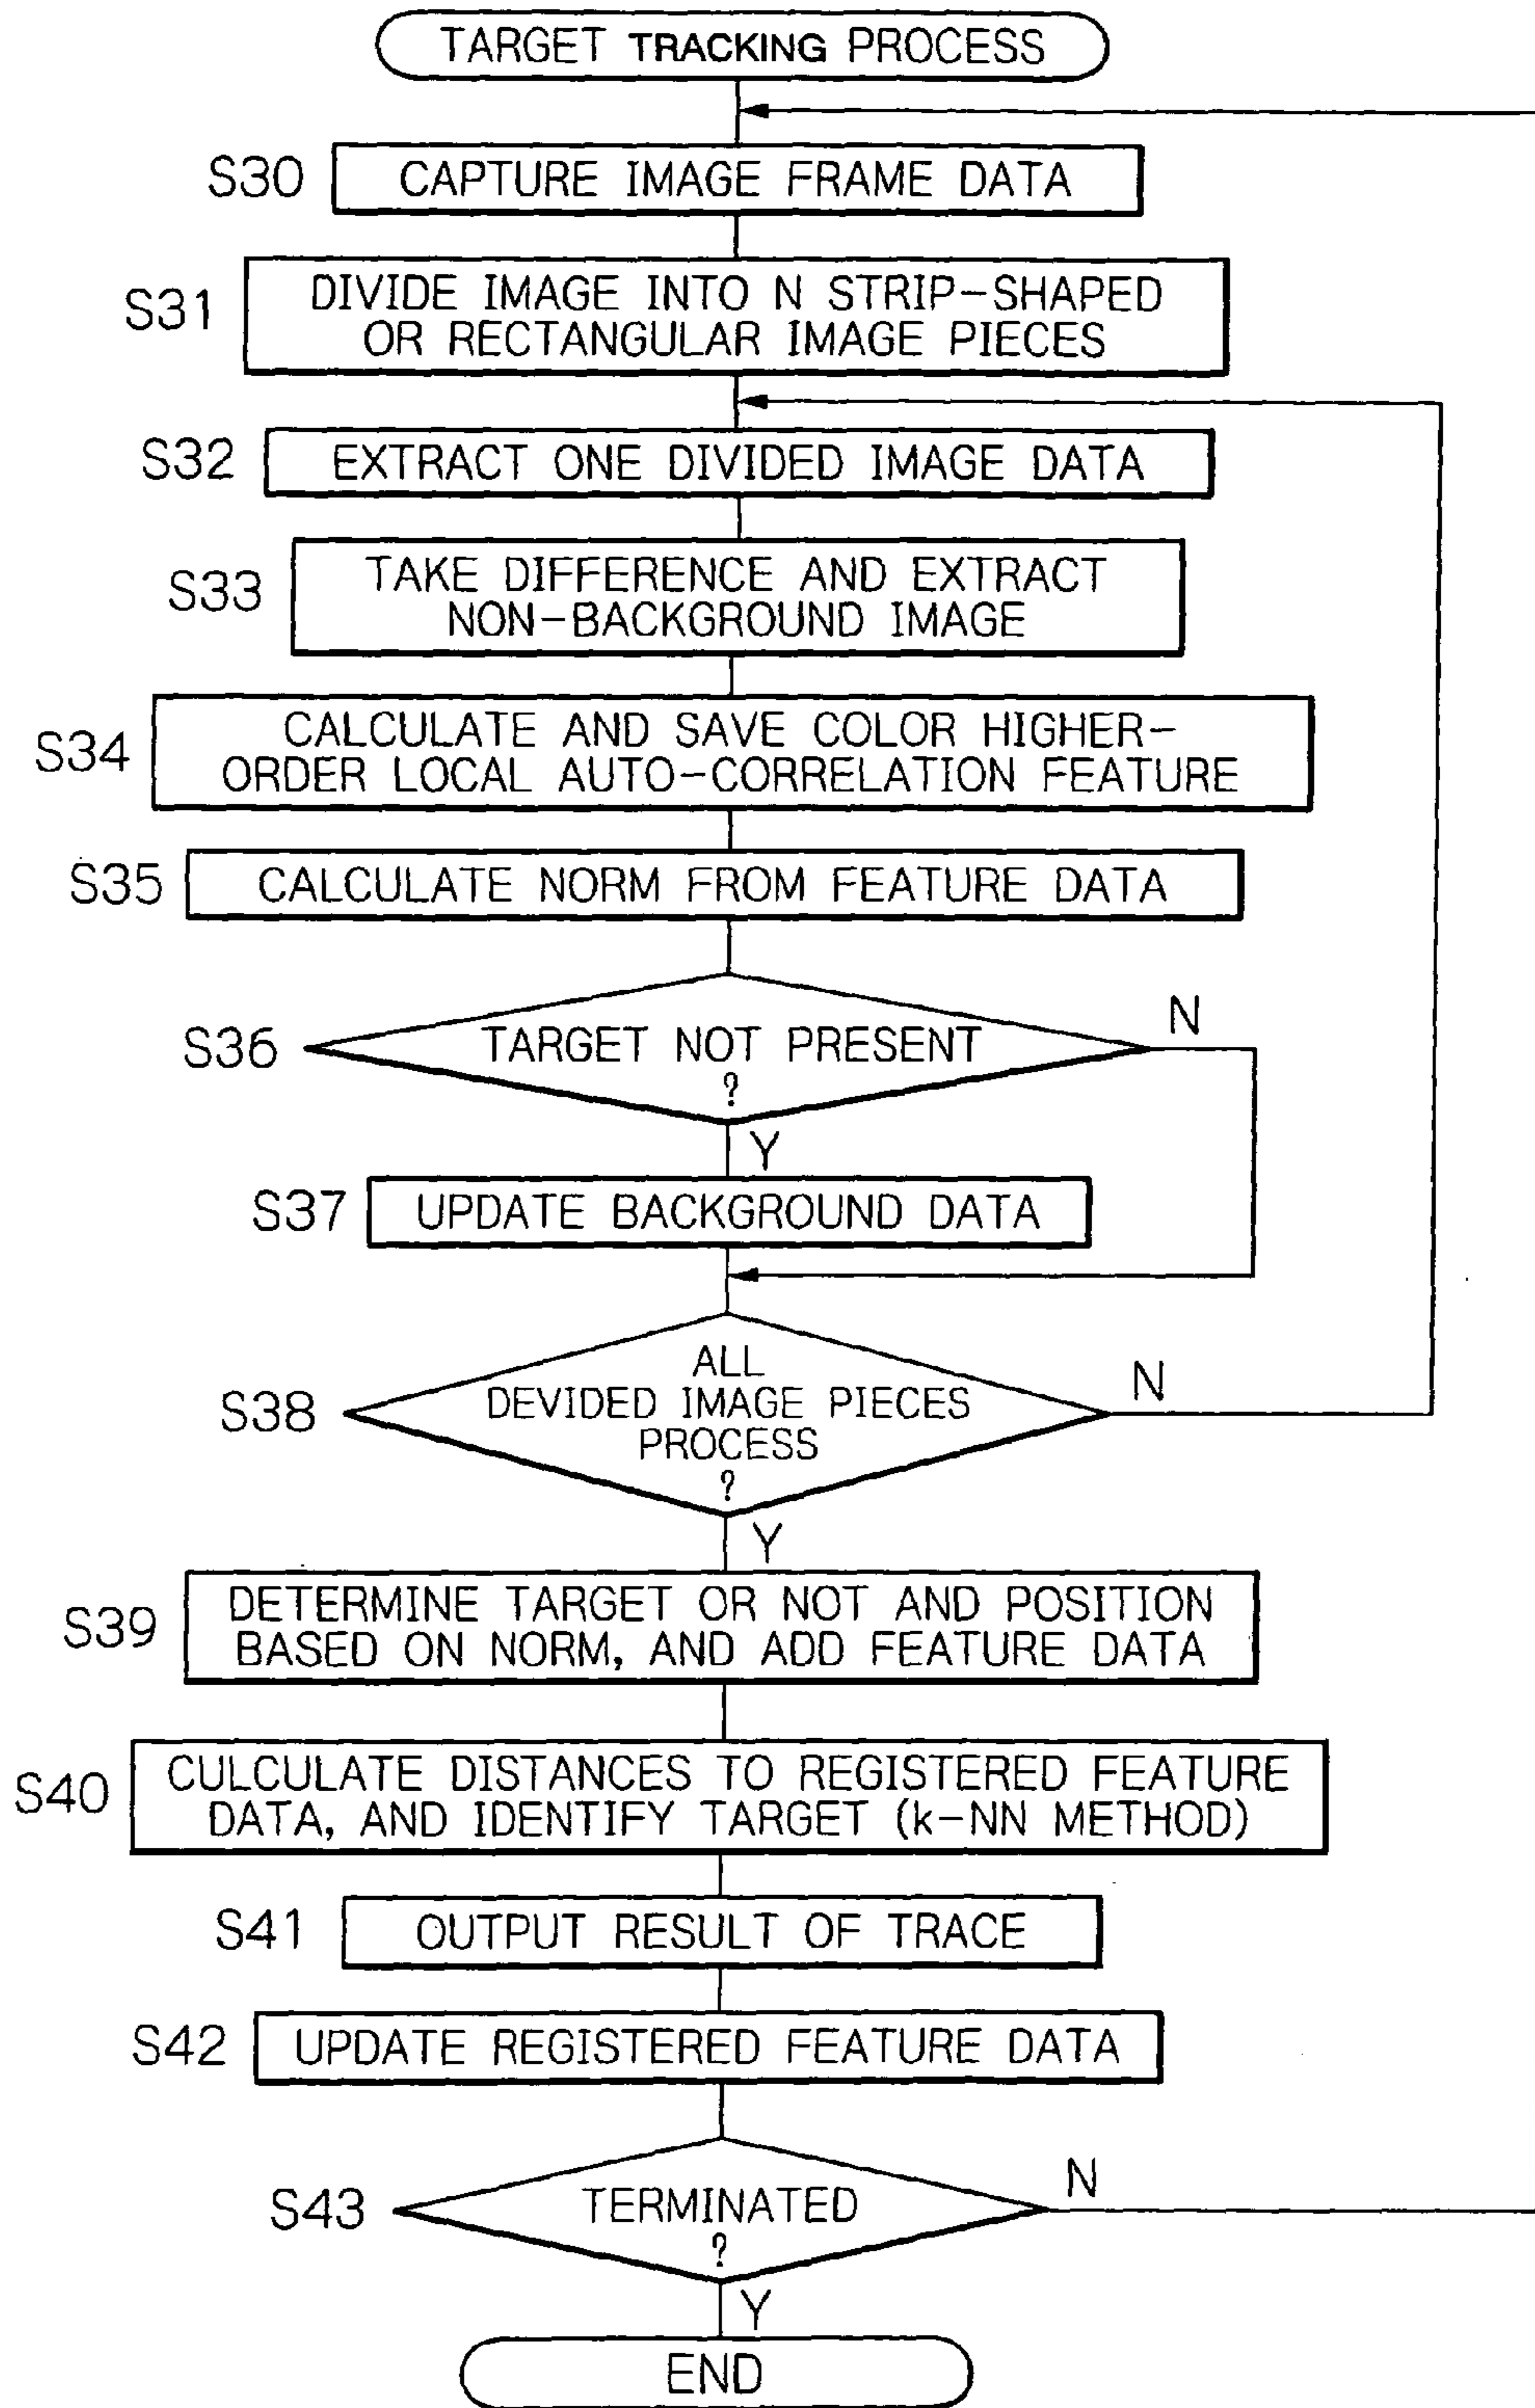 TARGET TRACKING PROCESS
S30 CAPTURE IMAGE FRAME DATA
S31 DIVIDE IMAGE INTO N STRIP-SHAPED
OR RECTANGULAR IMAGE PIECES
S32 EXTRACT ONE DIVIDED IMAGE DATA
S33 TAKE DIFFERENCE AND EXTRACT
NON-BACKGROUND IMAGE
S34 CALCULATE AND SAVE COLOR HIGHER-
ORDER LOCAL AUTO-CORRELATION FEATURE
S35 CALCULATE NORM FROM FEATURE DATA
S36 TARGET NOT PRESENT N
?
Y
S37 UPDATE BACKGROUND DATA
S38 ALL
DEVIDED IMAGE PIECES N
PROCESS
?
Y
S39 DETERMINE TARGET OR NOT AND POSITION
BASED ON NORM, AND ADD FEATURE DATA
S40 CULCULATE DISTANCES TO REGISTERED FEATURE
DATA, AND IDENTIFY TARGET (k-NN METHOD)
S41 OUTPUT RESULT OF TRACE
S42 UPDATE REGISTERED FEATURE DATA
S43 TERMINATED N
?
Y
END